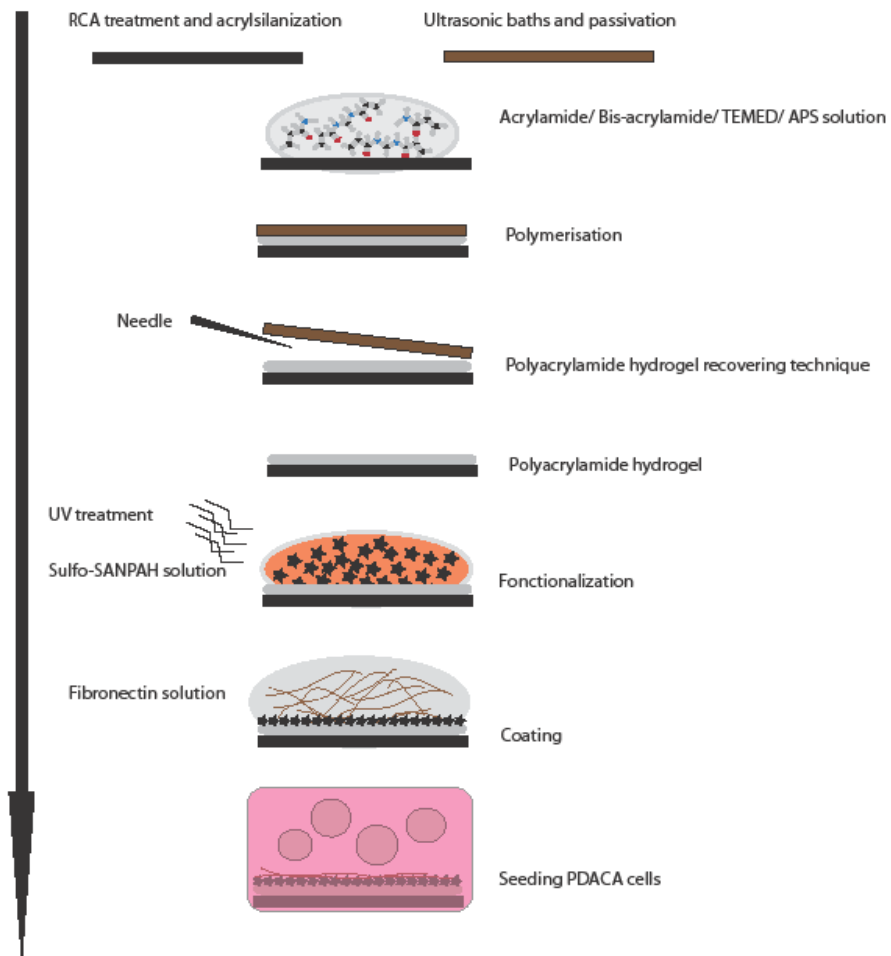 RCA treatment and acrylsilanization
Ultrasonic baths and passivation
Acrylamide/ Bis-acrylamide/ TEMED/ APS solution
Polymerisation
Needle
Polyacrylamide hydrogel recovering technique
Polyacrylamide hydrogel
UV treatment
Sulfo-SANPAH solution
Fonctionalization
Fibronectin solution
Coating
Seeding PDACA cells